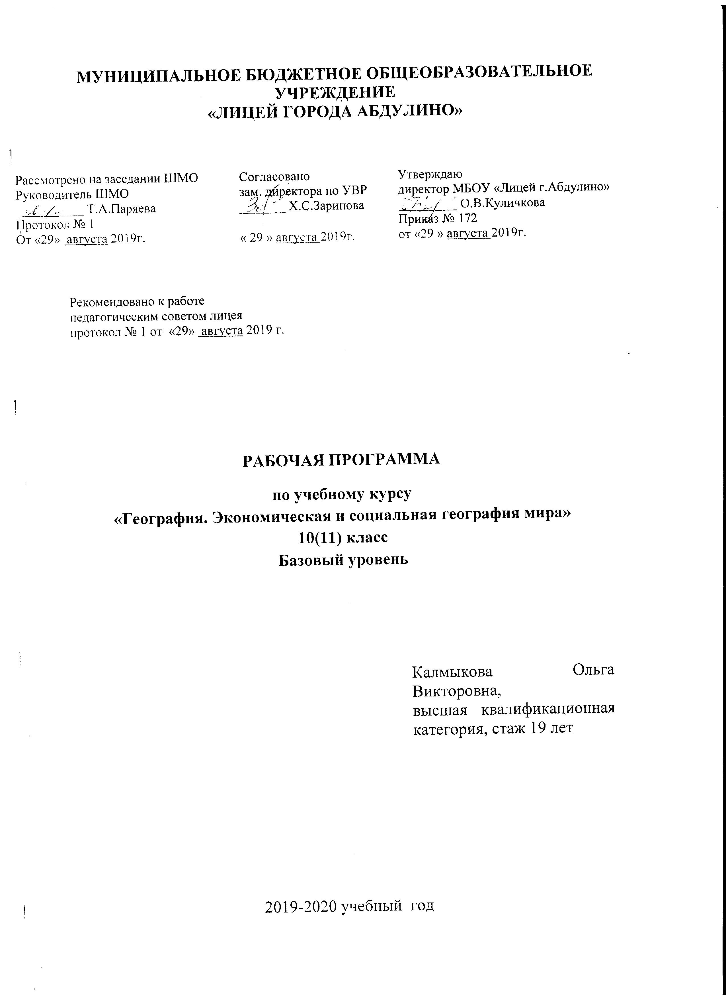 МУНИЦИПАЛЬНОЕ БЮДЖЕТНОЕ ОБЩЕОБРАЗОВАТЕЛЬНОЕ
УЧРЕЖДЕНИЕ
«ЛИЦЕЙ ГОРОДА АБДУЛИНО»
Рассмотрено на заседании ШМО
Руководитель ШМО
Т.А.Паряева
Протокол № 1
От «29» августа 2019г.
Согласовано
зам. директора по УВР
Х.С.Зарипова
« 29 » августа 2019г.
Утверждаю
директор МБОУ «Лицей г.Абдулино»
О.В.Куличкова
Приказ № 172
от «29 » августа 2019г.
Рекомендовано к работе
педагогическим советом лицея
протокол № 1 от «29» августа 2019 г.
РАБОЧАЯ ПРОГРАММА
по учебному курсу
«География. Экономическая и социальная география мира»
10(11) класс
Базовый уровень
Калмыкова Ольга
Викторовна,
высшая квалификационная
категория, стаж 19 лет
2019-2020 учебный год